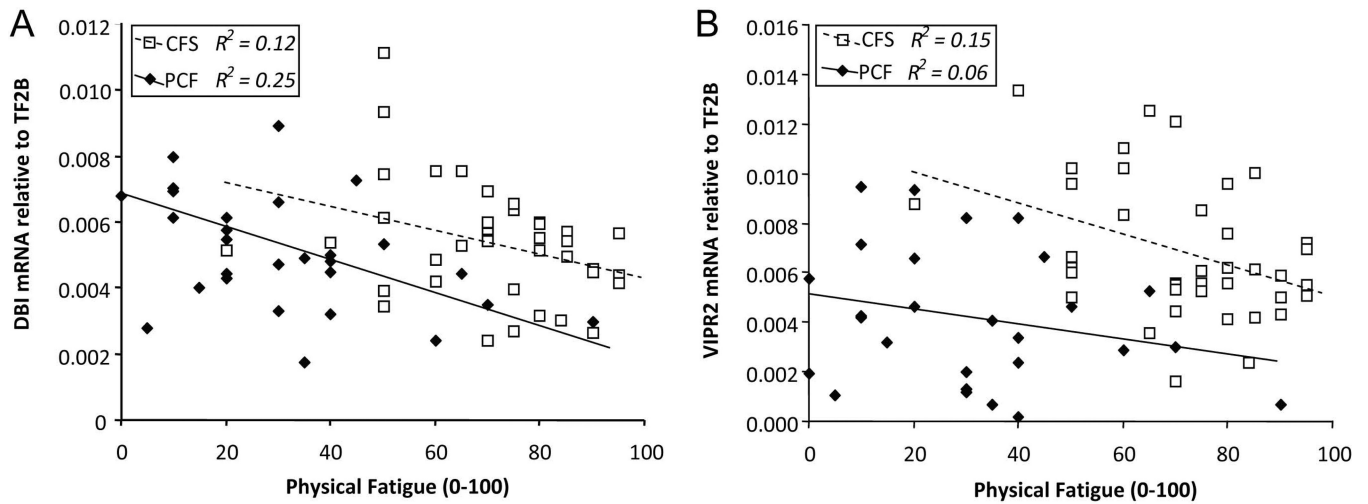 A
DBI mRNA relative to TF2B
0.012
0.010
0.008
0.006
0.004
0.002
0
CFS R² = 0.12
PCF R² = 0.25
0 20 40 60 80 100
Physical Fatigue (0-100)
B
VIPR2 mRNA relative to TF2B
0.016
0.014
0.012
0.010
0.008
0.006
0.004
0.002
0.000
CFS R² = 0.15
PCF R² = 0.06
0 20 40 60 80 100
Physical Fatigue (0-100)